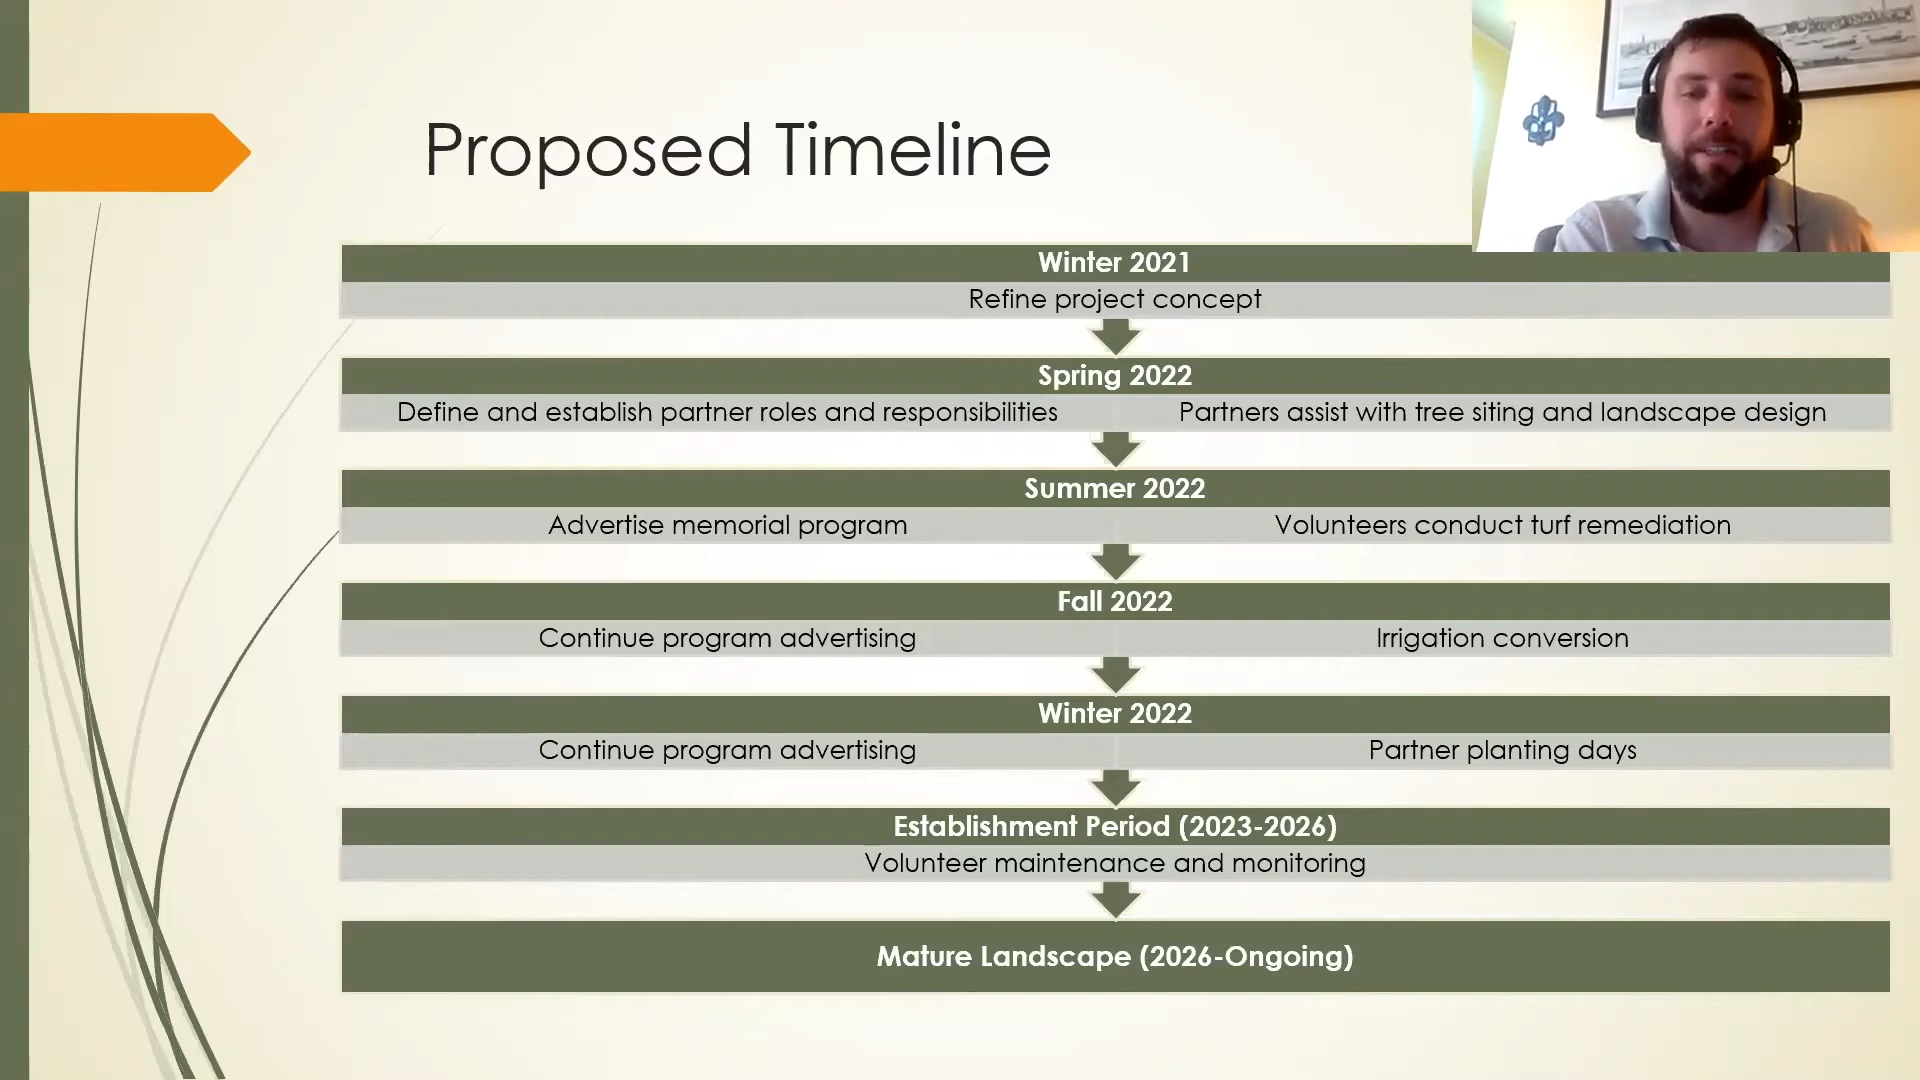 Proposed Timeline
Winter 2021
Refine project concept
Spring 2022
Define and establish partner roles and responsibilities
Partners assist with tree siting and landscape design
Summer 2022
Advertise memorial program
Volunteers conduct turf remediation
Fall 2022
Continue program advertising
Irrigation conversion
Winter 2022
Continue program advertising
Partner planting days
Establishment Period (2023-2026)
Volunteer maintenance and monitoring
Mature Landscape (2026-Ongoing)